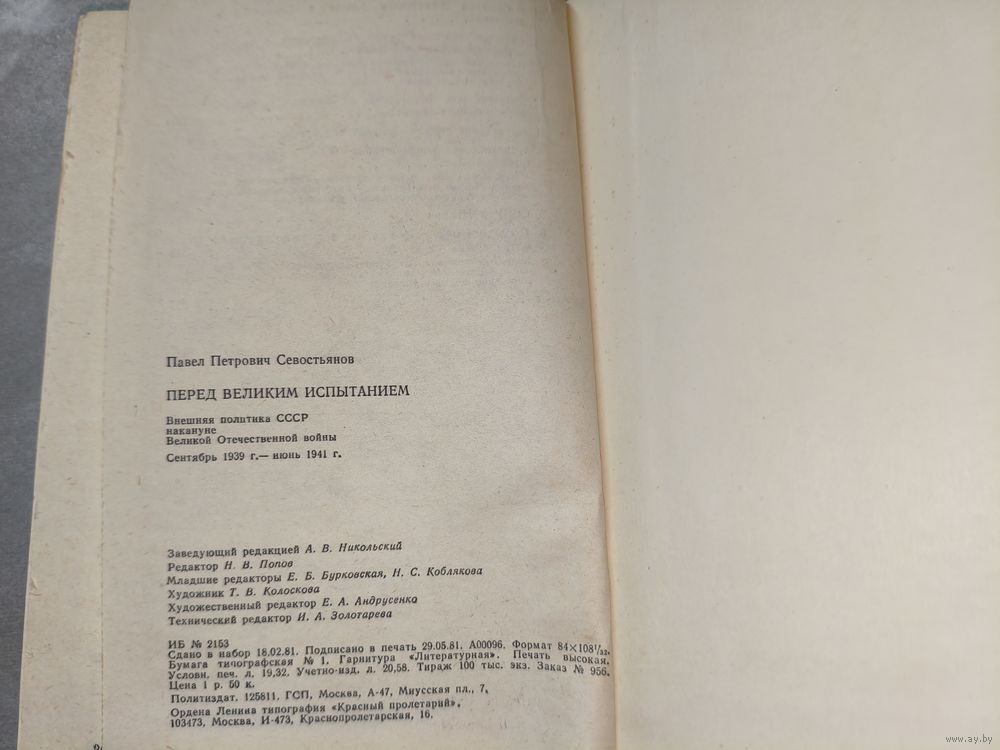 Павел Петрович Севостьянов
ПЕРЕД ВЕЛИКИМ ИСПЫТАНИЕМ
Внешняя политика СССР
накануне
Великой Отечественной войны
Сентябрь 1939 г.— июнь 1941 г.
Заведующий редакцией А. В. Никольский
Редактор Н. В. Попов
Младшие редакторы Е. Б. Бурковская, Н. С. Коблякова
Художник Т. В. Колоскова
Художественный редактор Е. А. Андрусенко
Технический редактор И. А. Золотарева
ИБ № 2153
Сдано в набор 18.02.81. Подписано в печать 29.05.81. А00096. Формат 84×108 1/32.
Бумага типографская № 1. Гарнитура «Литературная». Печать высокая.
Условн. печ. л. 19,32. Учетно-изд. л. 20,58. Тираж 100 тыс. экз. Заказ № 956.
Цена 1 р. 50 к.
Политиздат. 125811, ГСП, Москва, А-47, Миусская пл., 7.
Ордена Ленина типография «Красный пролетарий».
103473, Москва, И-473, Краснопролетарская, 16.
www.ay.by